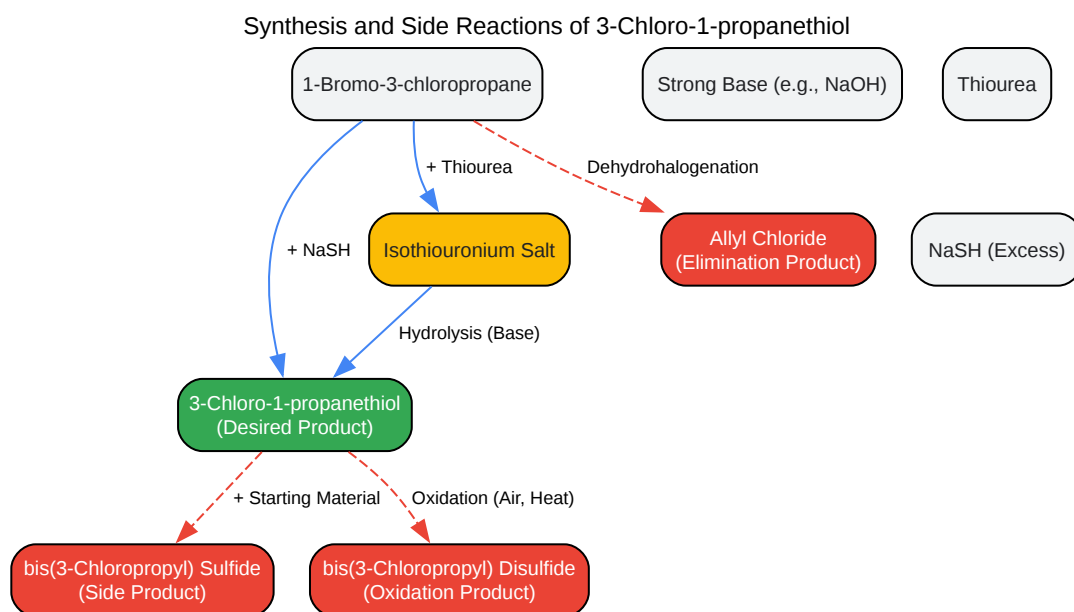 Synthesis and Side Reactions of 3-Chloro-1-propanethiol
1-Bromo-3-chloropropane
Strong Base (e.g., NaOH)
Thiourea
+ Thiourea
Dehydrohalogenation
+ NaSH
Isothiouronium Salt
Allyl Chloride
(Elimination Product)
NaSH (Excess)
Hydrolysis (Base)
3-Chloro-1-propanethiol
(Desired Product)
+ Starting Material
Oxidation (Air, Heat)
bis(3-Chloropropyl) Sulfide
(Side Product)
bis(3-Chloropropyl) Disulfide
(Oxidation Product)